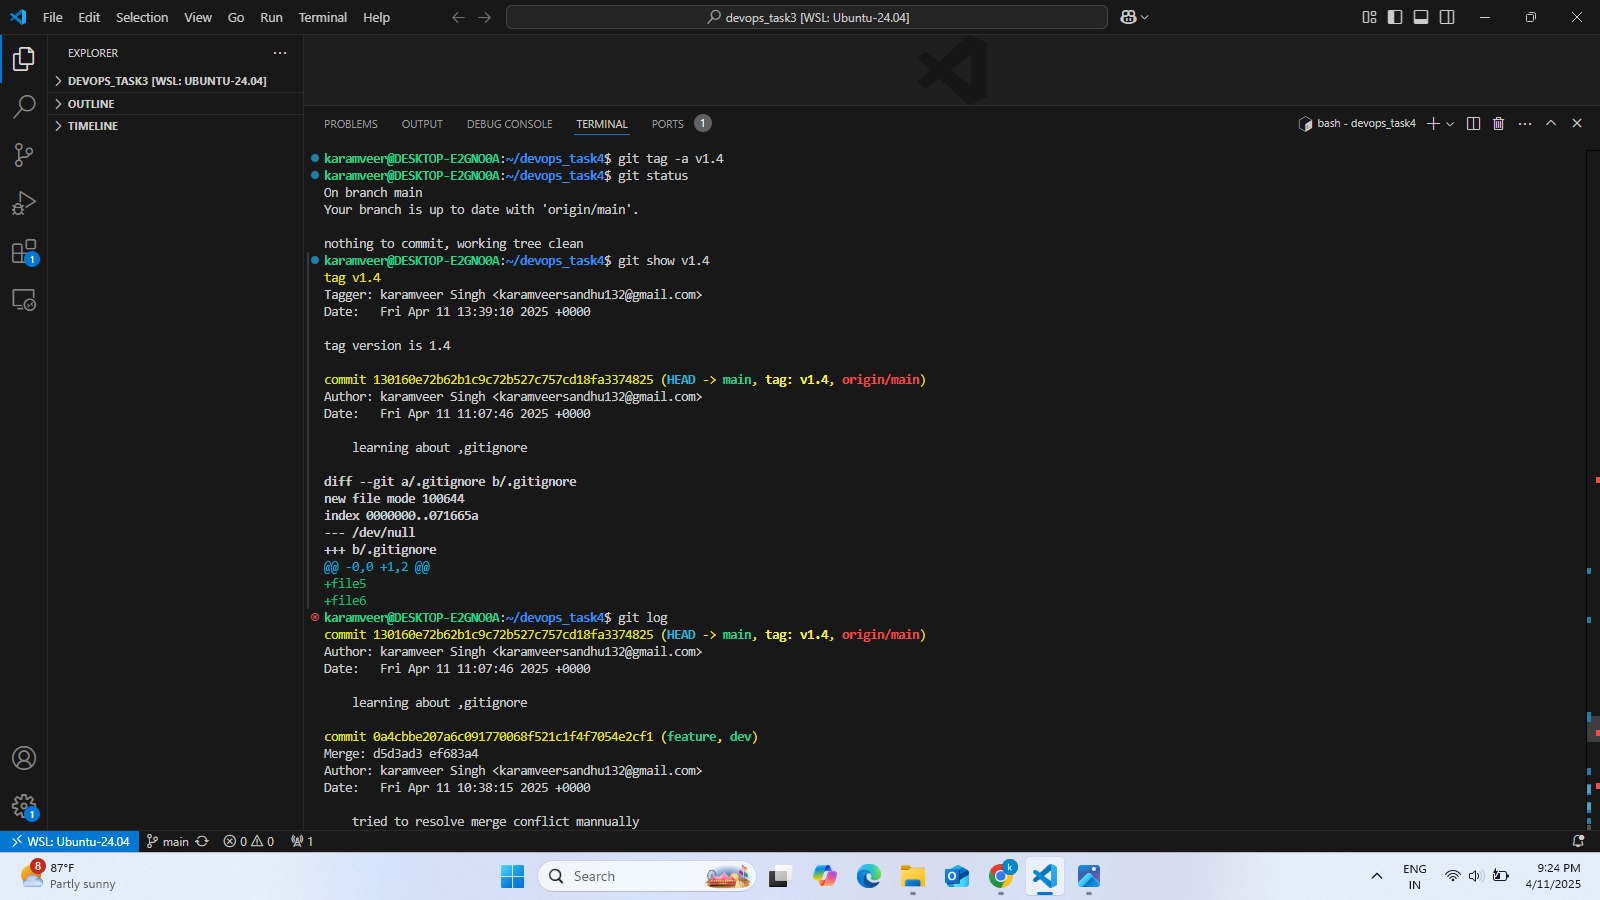 File Edit Selection View Go Run Terminal Help
devops_task3 [WSL: Ubuntu-24.04]
EXPLORER
DEVOPS_TASK3 [WSL: UBUNTU-24.04]
OUTLINE
TIMELINE
PROBLEMS OUTPUT DEBUG CONSOLE TERMINAL PORTS 1
bash - devops_task4
karamveer@DESKTOP-E2GNO0A:~/devops_task4$ git tag -a v1.4
karamveer@DESKTOP-E2GNO0A:~/devops_task4$ git status
On branch main
Your branch is up to date with 'origin/main'.
nothing to commit, working tree clean
karamveer@DESKTOP-E2GNO0A:~/devops_task4$ git show v1.4
tag v1.4
Tagger: karamveer Singh <karamveersandhu132@gmail.com>
Date:   Fri Apr 11 13:39:10 2025 +0000
tag version is 1.4
commit 130160e72b62b1c9c72b527c757cd18fa3374825 (HEAD -> main, tag: v1.4, origin/main)
Author: karamveer Singh <karamveersandhu132@gmail.com>
Date:   Fri Apr 11 11:07:46 2025 +0000
    learning about ,gitignore
diff --git a/.gitignore b/.gitignore
new file mode 100644
index 0000000..071665a
--- /dev/null
+++ b/.gitignore
@@ -0,0 +1,2 @@
+file5
+file6
karamveer@DESKTOP-E2GNO0A:~/devops_task4$ git log
commit 130160e72b62b1c9c72b527c757cd18fa3374825 (HEAD -> main, tag: v1.4, origin/main)
Author: karamveer Singh <karamveersandhu132@gmail.com>
Date:   Fri Apr 11 11:07:46 2025 +0000
    learning about ,gitignore
commit 0a4cbbe207a6c091770068f521c1f4f7054e2cf1 (feature, dev)
Merge: d5d3ad3 ef683a4
Author: karamveer Singh <karamveersandhu132@gmail.com>
Date:   Fri Apr 11 10:38:15 2025 +0000
    tried to resolve merge conflict mannually
1
1
WSL: Ubuntu-24.04 main 0 0 1
8
87°F
Partly sunny
Search
k
ENG
IN
9:24 PM
4/11/2025